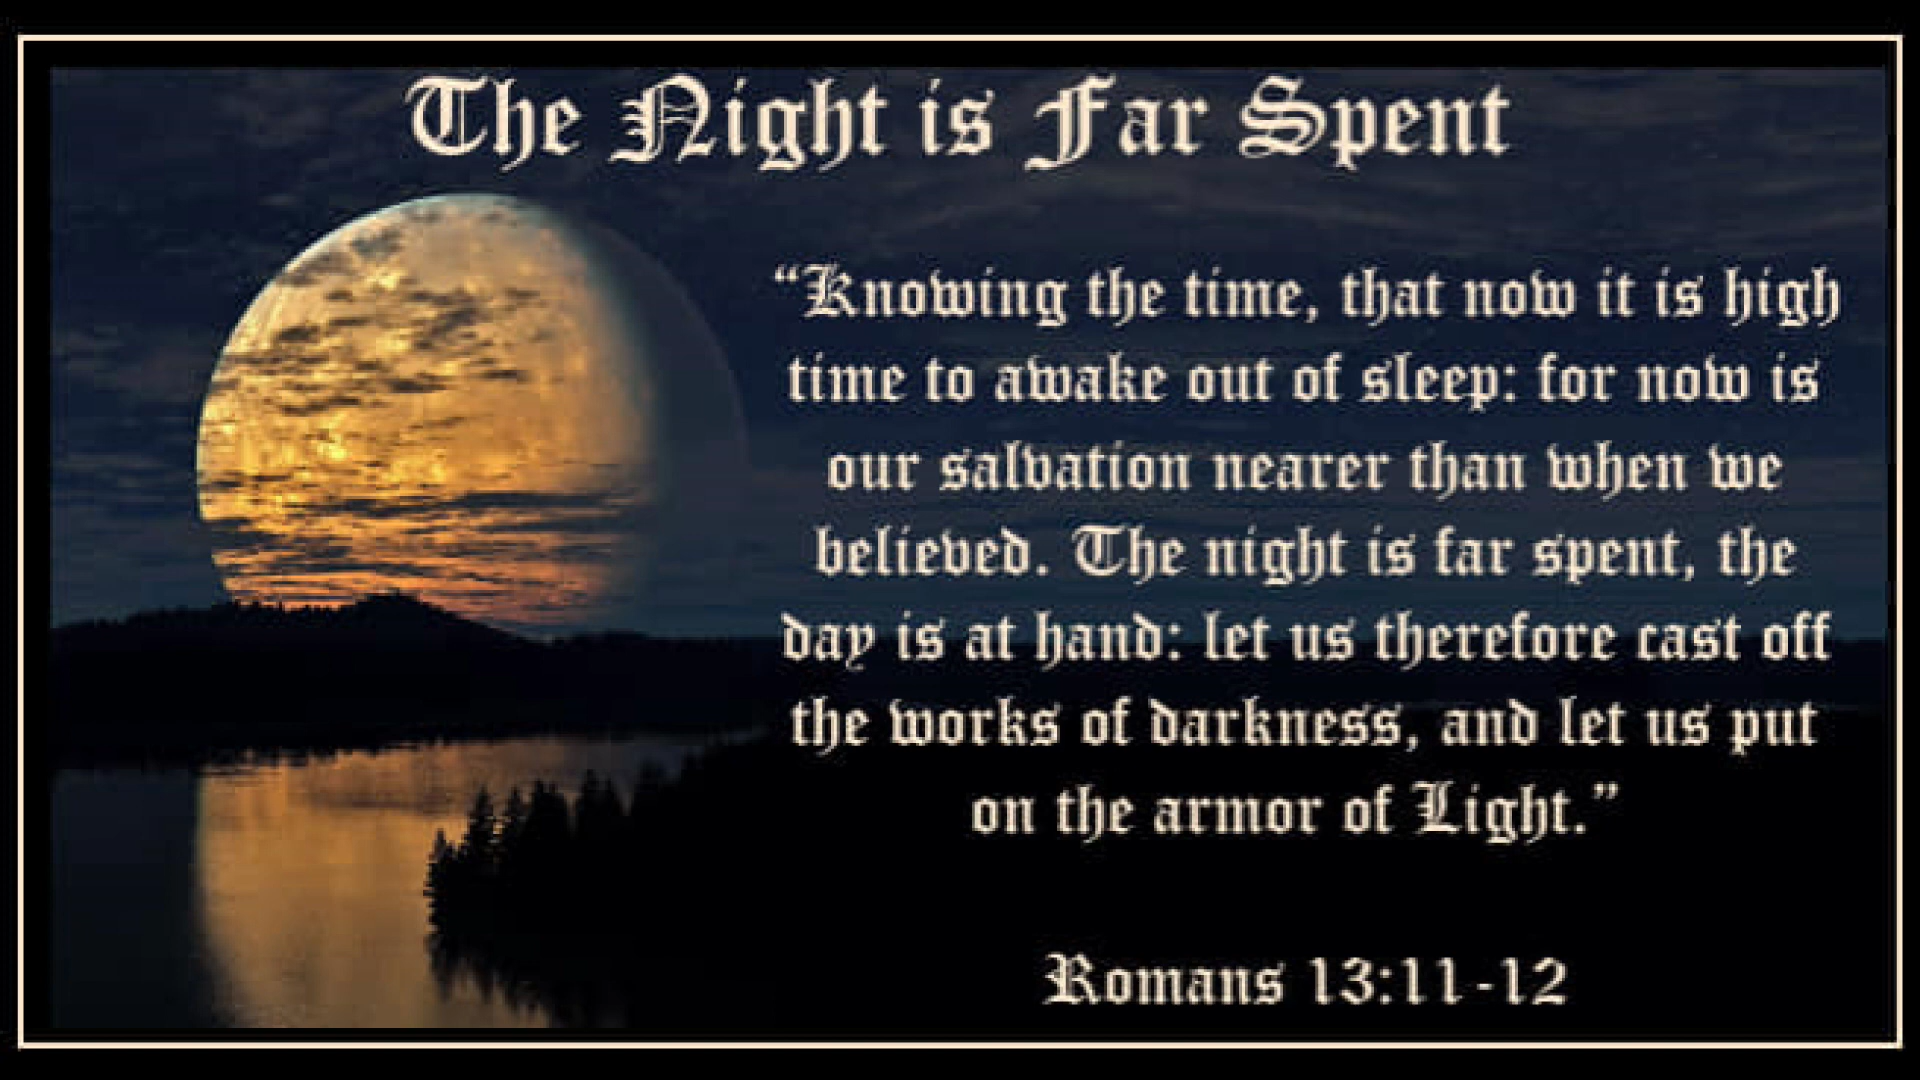 The Night is Far Spent
“Knowing the time, that now it is high
time to awake out of sleep: for now is
our salvation nearer than when we
believed. The night is far spent, the
day is at hand: let us therefore cast off
the works of darkness, and let us put
on the armor of Light.”
Romans 13:11-12